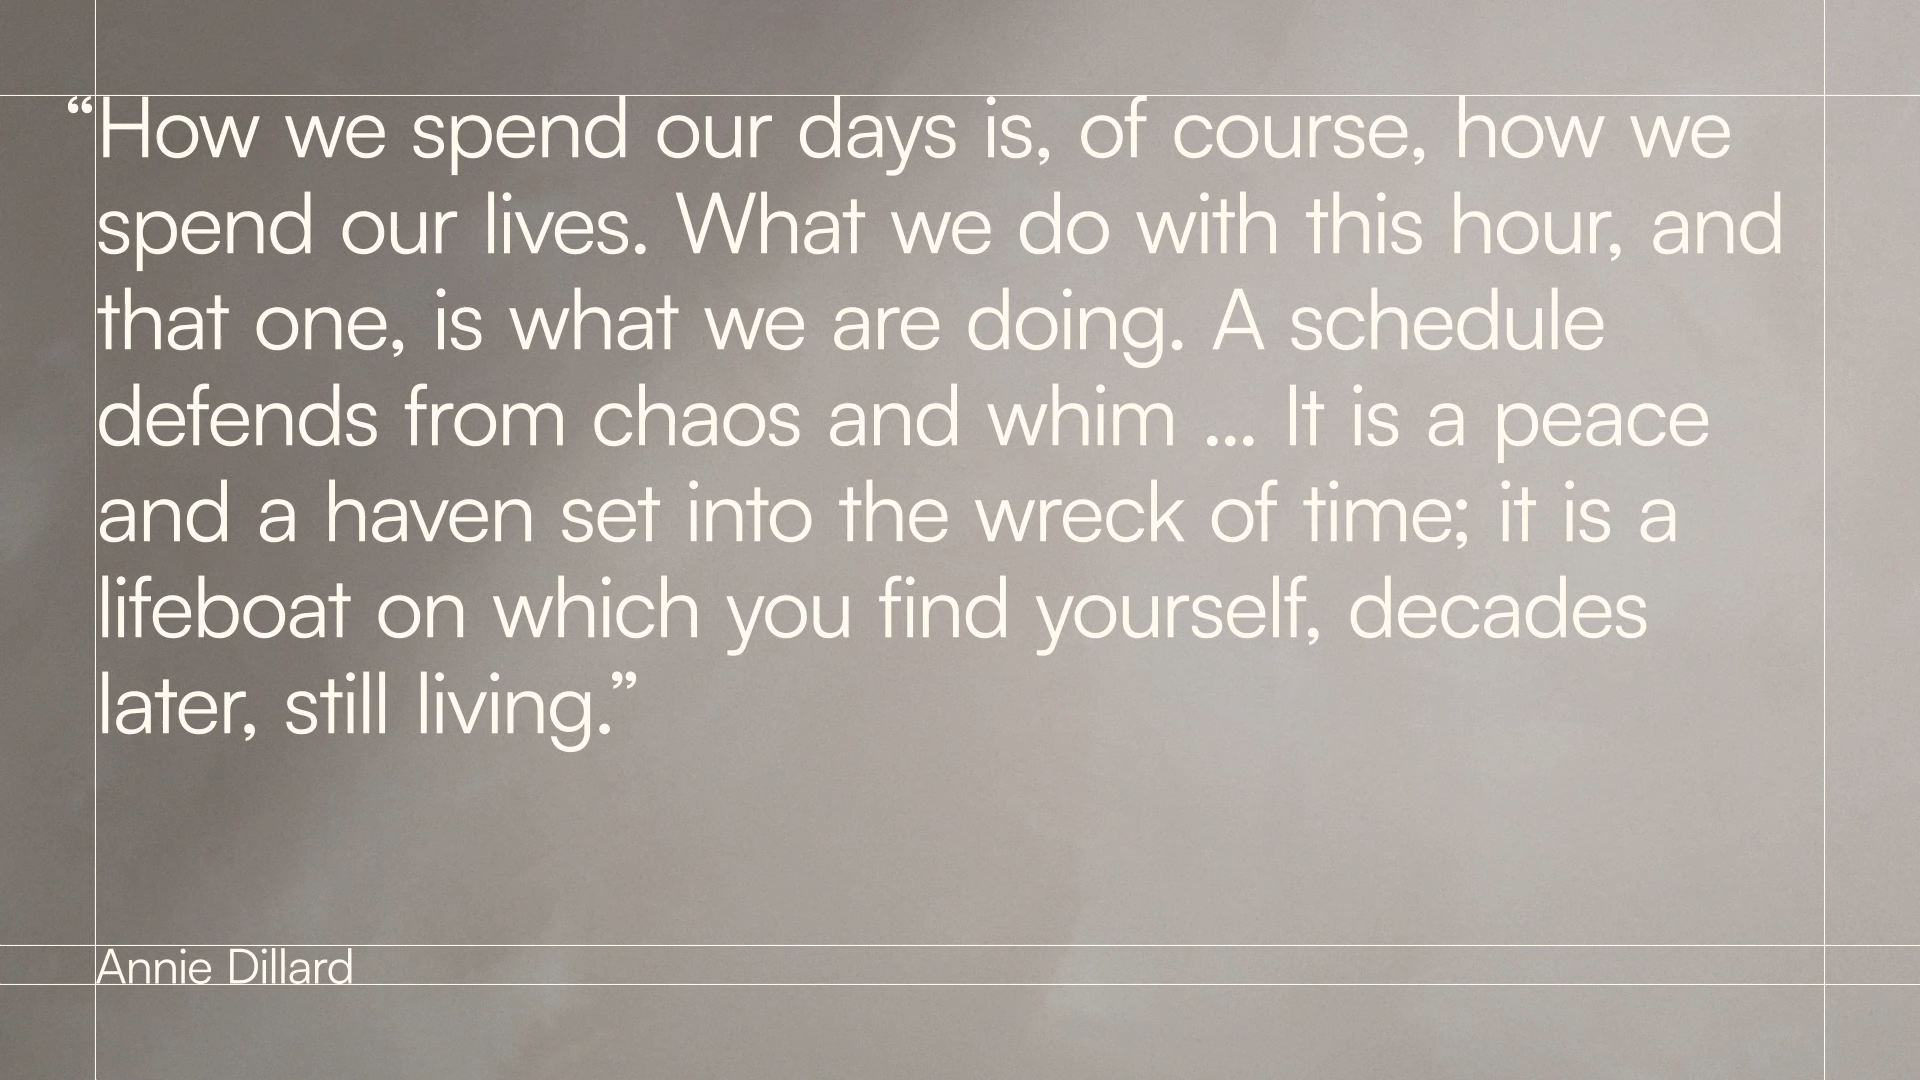 “How we spend our days is, of course, how we
spend our lives. What we do with this hour, and
that one, is what we are doing. A schedule
defends from chaos and whim ... It is a peace
and a haven set into the wreck of time; it is a
lifeboat on which you find yourself, decades
later, still living.”
Annie Dillard